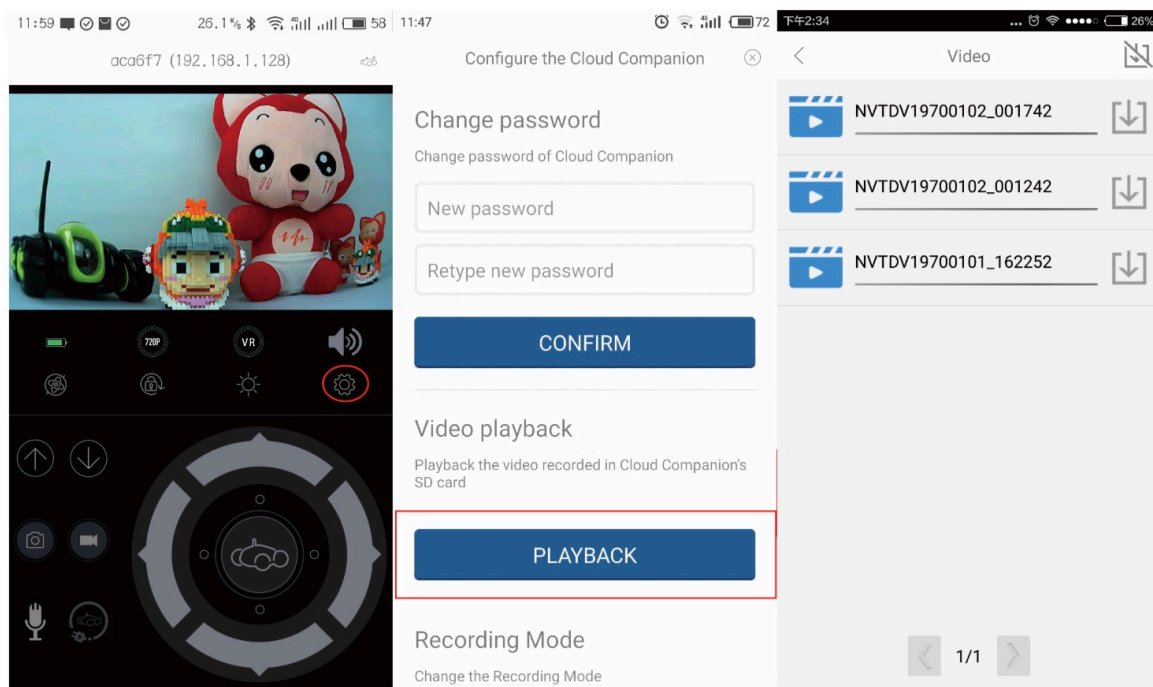 11:59
26.1 ᴷ/s
58
aca6f7 (192.168.1.128)
720P
VR
11:47
72
Configure the Cloud Companion
Change password
Change password of Cloud Companion
New password
Retype new password
CONFIRM
Video playback
Playback the video recorded in Cloud Companion's
SD card
PLAYBACK
Recording Mode
Change the Recording Mode
下午2:34
... 26%
Video
NVTDV19700102_001742
NVTDV19700102_001242
NVTDV19700101_162252
1/1